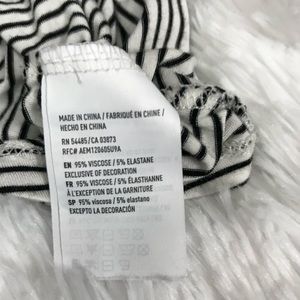 MADE IN CHINA / FABRIQUÉ EN CHINE /
HECHO EN CHINA
RN 54485/CA 03873
RFC# AEM120605U9A
EN 95% VISCOSE / 5% ELASTANE
EXCLUSIVE OF DECORATION
FR 95% VISCOSE / 5% ÉLASTHANNE
À L'EXCEPTION DE LA GARNITURE
SP 95% viscosa / 5% elastano
EXCEPTO LA DECORACIÓN